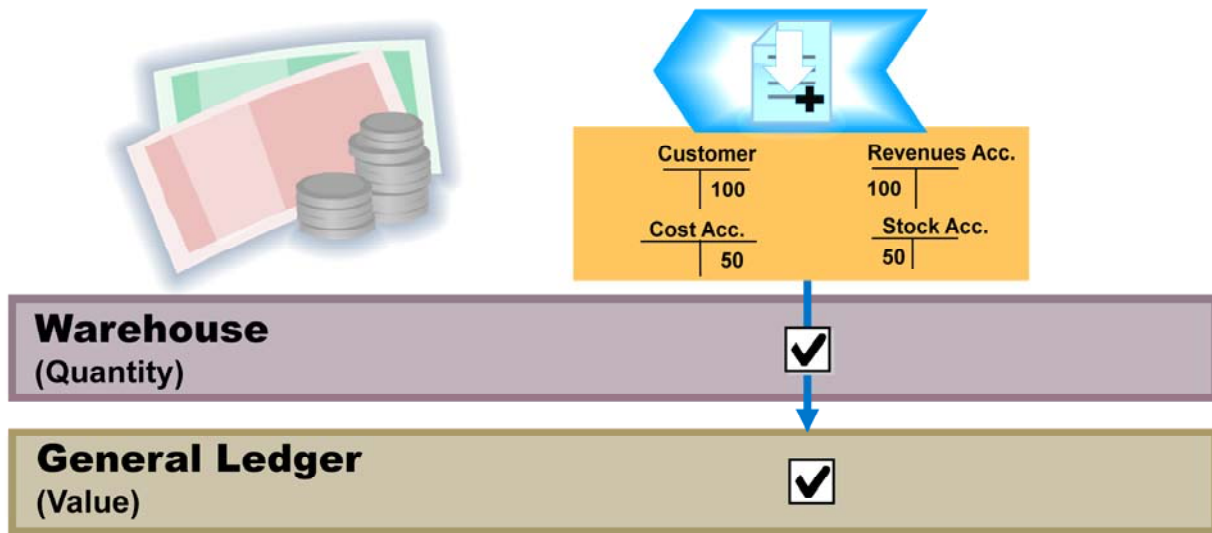 Customer
100
Revenues Acc.
100
Cost Acc.
50
Stock Acc.
50
Warehouse
(Quantity)
General Ledger
(Value)